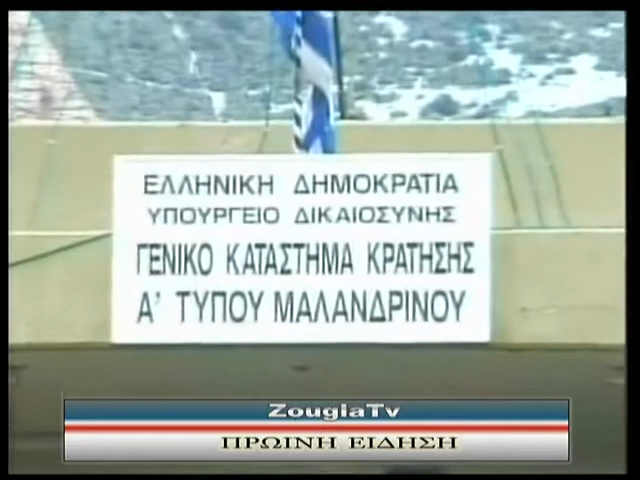 ΕΛΛΗΝΙΚΗ ΔΗΜΟΚΡΑΤΙΑ
ΥΠΟΥΡΓΕΙΟ ΔΙΚΑΙΟΣΥΝΗΣ
ΓΕΝΙΚΟ ΚΑΤΑΣΤΗΜΑ ΚΡΑΤΗΣΗΣ
Α' ΤΥΠΟΥ ΜΑΛΑΝΔΡΙΝΟΥ
ZougiaTv
ΠΡΩΙΝΗ ΕΙΔΗΣΗ